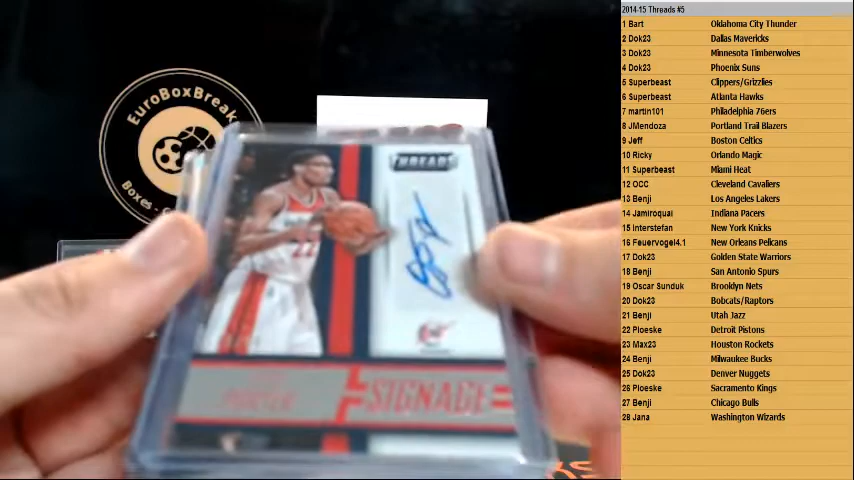 EuroBoxBreak
Boxes - 
THREADS
22
PORTER
SIGNAGE
2014-15 Threads #5
1 Bart Oklahoma City Thunder
2 Dok23 Dallas Mavericks
3 Dok23 Minnesota Timberwolves
4 Dok23 Phoenix Suns
5 Superbeast Clippers/Grizzlies
6 Superbeast Atlanta Hawks
7 martin101 Philadelphia 76ers
8 JMendoza Portland Trail Blazers
9 Jeff Boston Celtics
10 Ricky Orlando Magic
11 Superbeast Miami Heat
12 OCC Cleveland Cavaliers
13 Benji Los Angeles Lakers
14 Jamiroquai Indiana Pacers
15 interstefan New York Knicks
16 Feuervogel4.1 New Orleans Pelicans
17 Dok23 Golden State Warriors
18 Benji San Antonio Spurs
19 Oscar Sunduk Brooklyn Nets
20 Dok23 Bobcats/Raptors
21 Benji Utah Jazz
22 Ploeske Detroit Pistons
23 Max23 Houston Rockets
24 Benji Milwaukee Bucks
25 Dok23 Denver Nuggets
26 Ploeske Sacramento Kings
27 Benji Chicago Bulls
28 Jana Washington Wizards